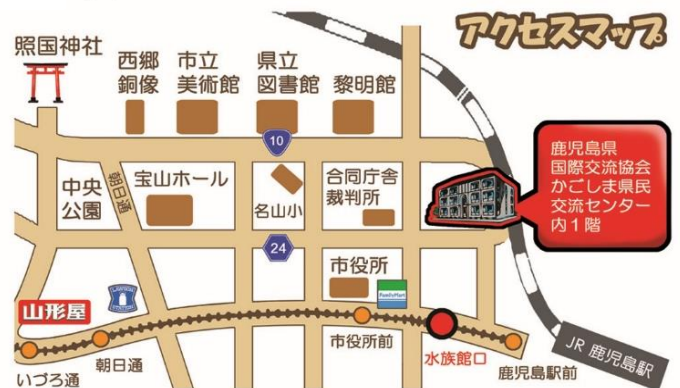 アクセスマップ
照国神社
西郷
銅像
市立
美術館
県立
図書館
黎明館
10
鹿児島県
国際交流協会
かごしま県民
交流センター
内1階
中央
公園
朝日通
宝山ホール
名山小
合同庁舎
裁判所
24
市役所
FamilyMart
山形屋
LAWSON
いづろ通
朝日通
市役所前
水族館口
鹿児島駅前
JR 鹿児島駅